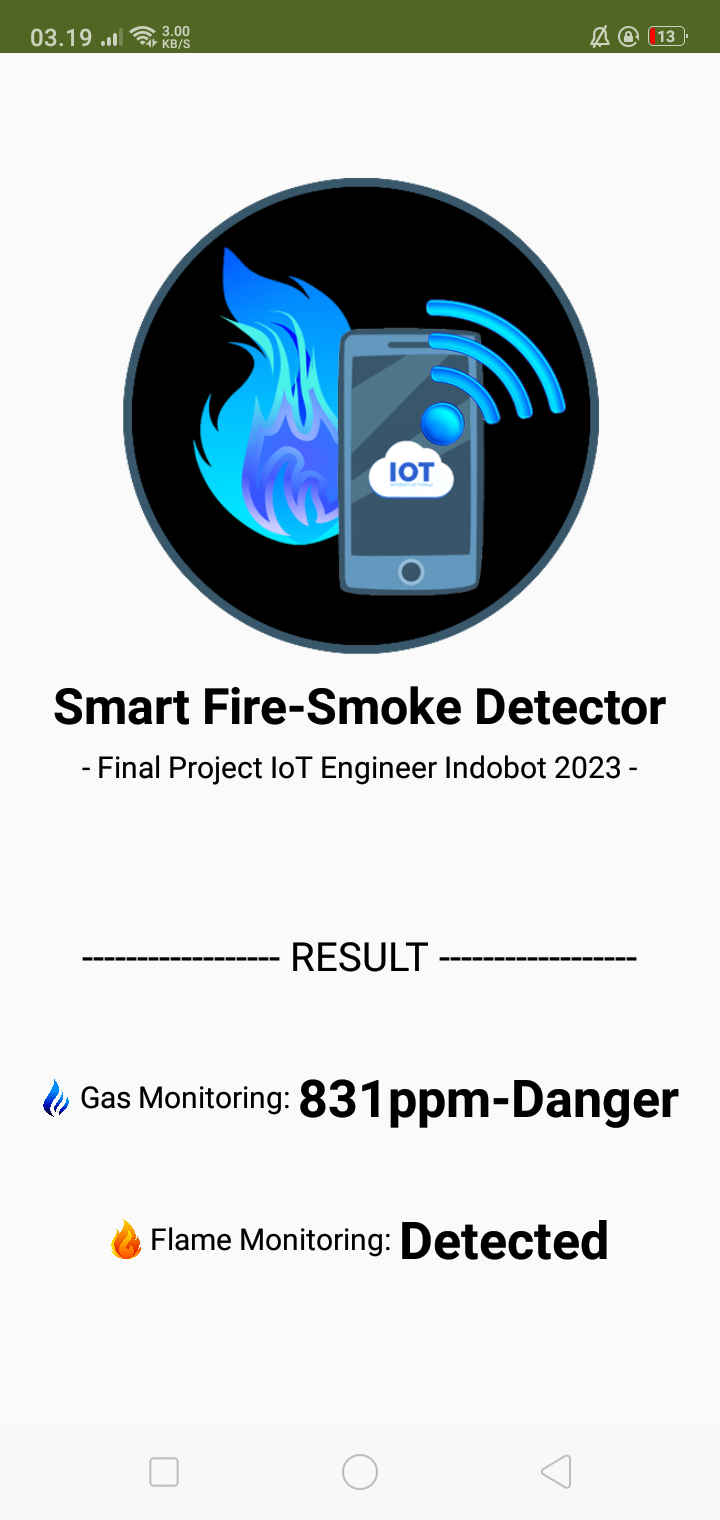 03.19 3.00 KB/S 13
IOT
Smart Fire-Smoke Detector
- Final Project IoT Engineer Indobot 2023 -
------------------ RESULT ------------------
Gas Monitoring: 831ppm-Danger
Flame Monitoring: Detected